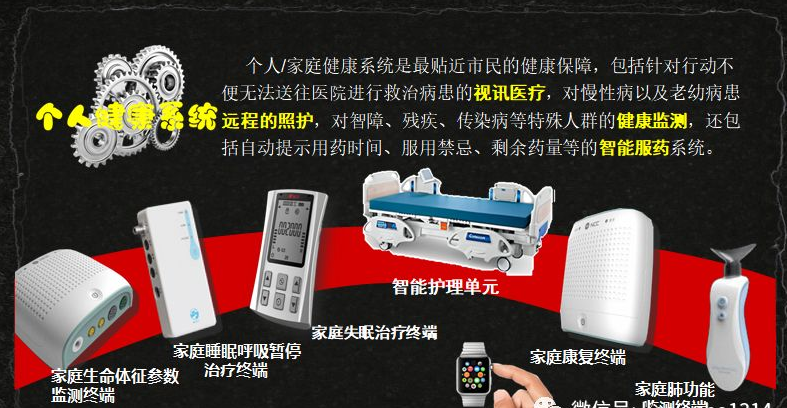 个人/家庭健康系统是最贴近市民的健康保障，包括针对行动不
便无法送往医院进行救治病患的视讯医疗，对慢性病以及老幼病患
远程的照护，对智障、残疾、传染病等特殊人群的健康监测，还包
括自动提示用药时间、服用禁忌、剩余药量等的智能服药系统。
个人健康系统
NCC
智能护理单元
家庭失眠治疗终端
家庭睡眠呼吸暂停
治疗终端
家庭康复终端
家庭生命体征参数
监测终端
家庭肺功能
监测终端
微信号:
1214